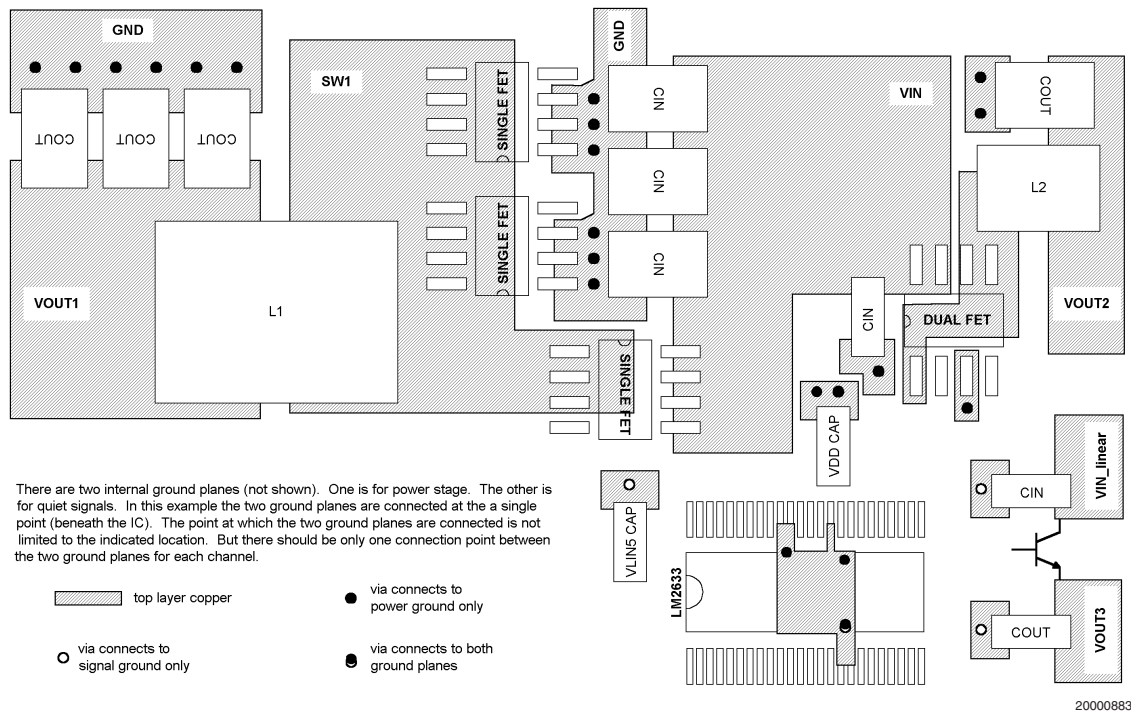 GND
SW1
GND
VIN
SINGLE FET
CIN
COUT
COUT
COUT
COUT
CIN
L2
SINGLE FET
CIN
VOUT1
L1
CIN
DUAL FET
VOUT2
SINGLE FET
VDD CAP
VIN_linear
CIN
There are two internal ground planes (not shown). One is for power stage. The other is
for quiet signals. In this example the two ground planes are connected at the a single
point (beneath the IC). The point at which the two ground planes are connected is not
limited to the indicated location. But there should be only one connection point between
the two ground planes for each channel.
VLIN5 CAP
LM2633
top layer copper
via connects to
power ground only
via connects to
signal ground only
via connects to both
ground planes
COUT
VOUT3
20000883